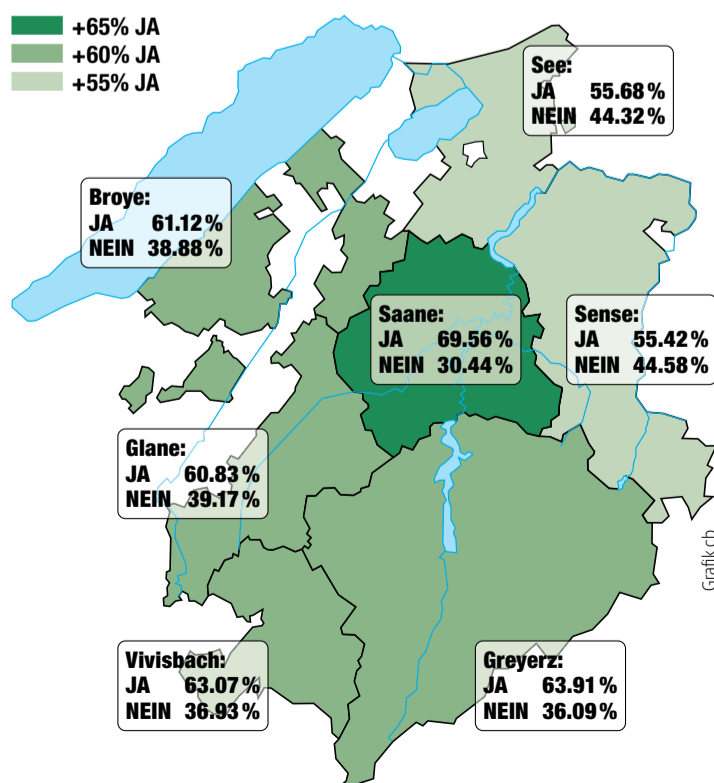 +65% JA
+60% JA
+55% JA
See:
JA 55.68%
NEIN 44.32%
Broye:
JA 61.12%
NEIN 38.88%
Saane:
JA 69.56%
NEIN 30.44%
Sense:
JA 55.42%
NEIN 44.58%
Glane:
JA 60.83%
NEIN 39.17%
Vivisbach:
JA 63.07%
NEIN 36.93%
Greyerz:
JA 63.91%
NEIN 36.09%
Grafik cb